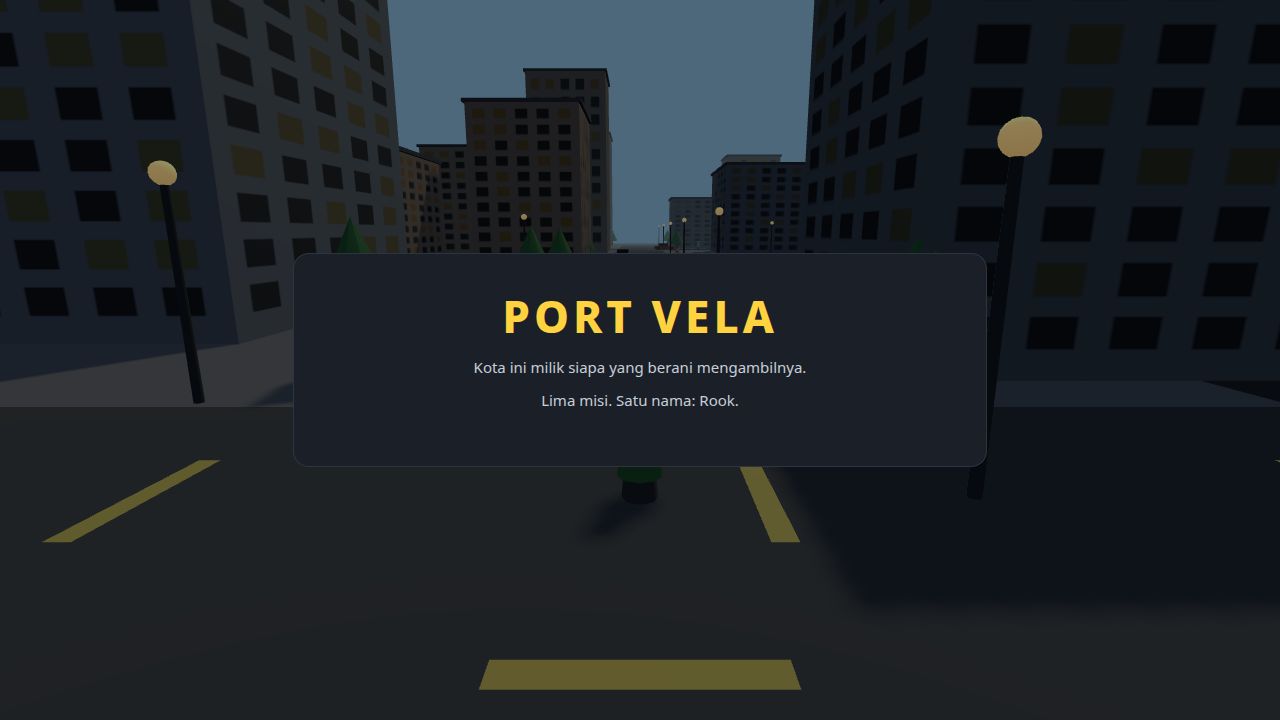 PORT VELA
Kota ini milik siapa yang berani mengambilnya.
Lima misi. Satu nama: Rook.